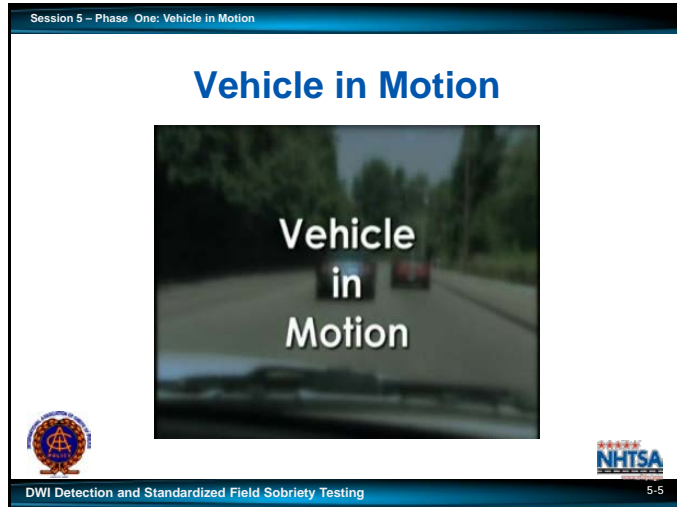 Session 5 – Phase One: Vehicle in Motion
Vehicle in Motion
Vehicle
in
Motion
POLICE
NHTSA
DWI Detection and Standardized Field Sobriety Testing
5-5